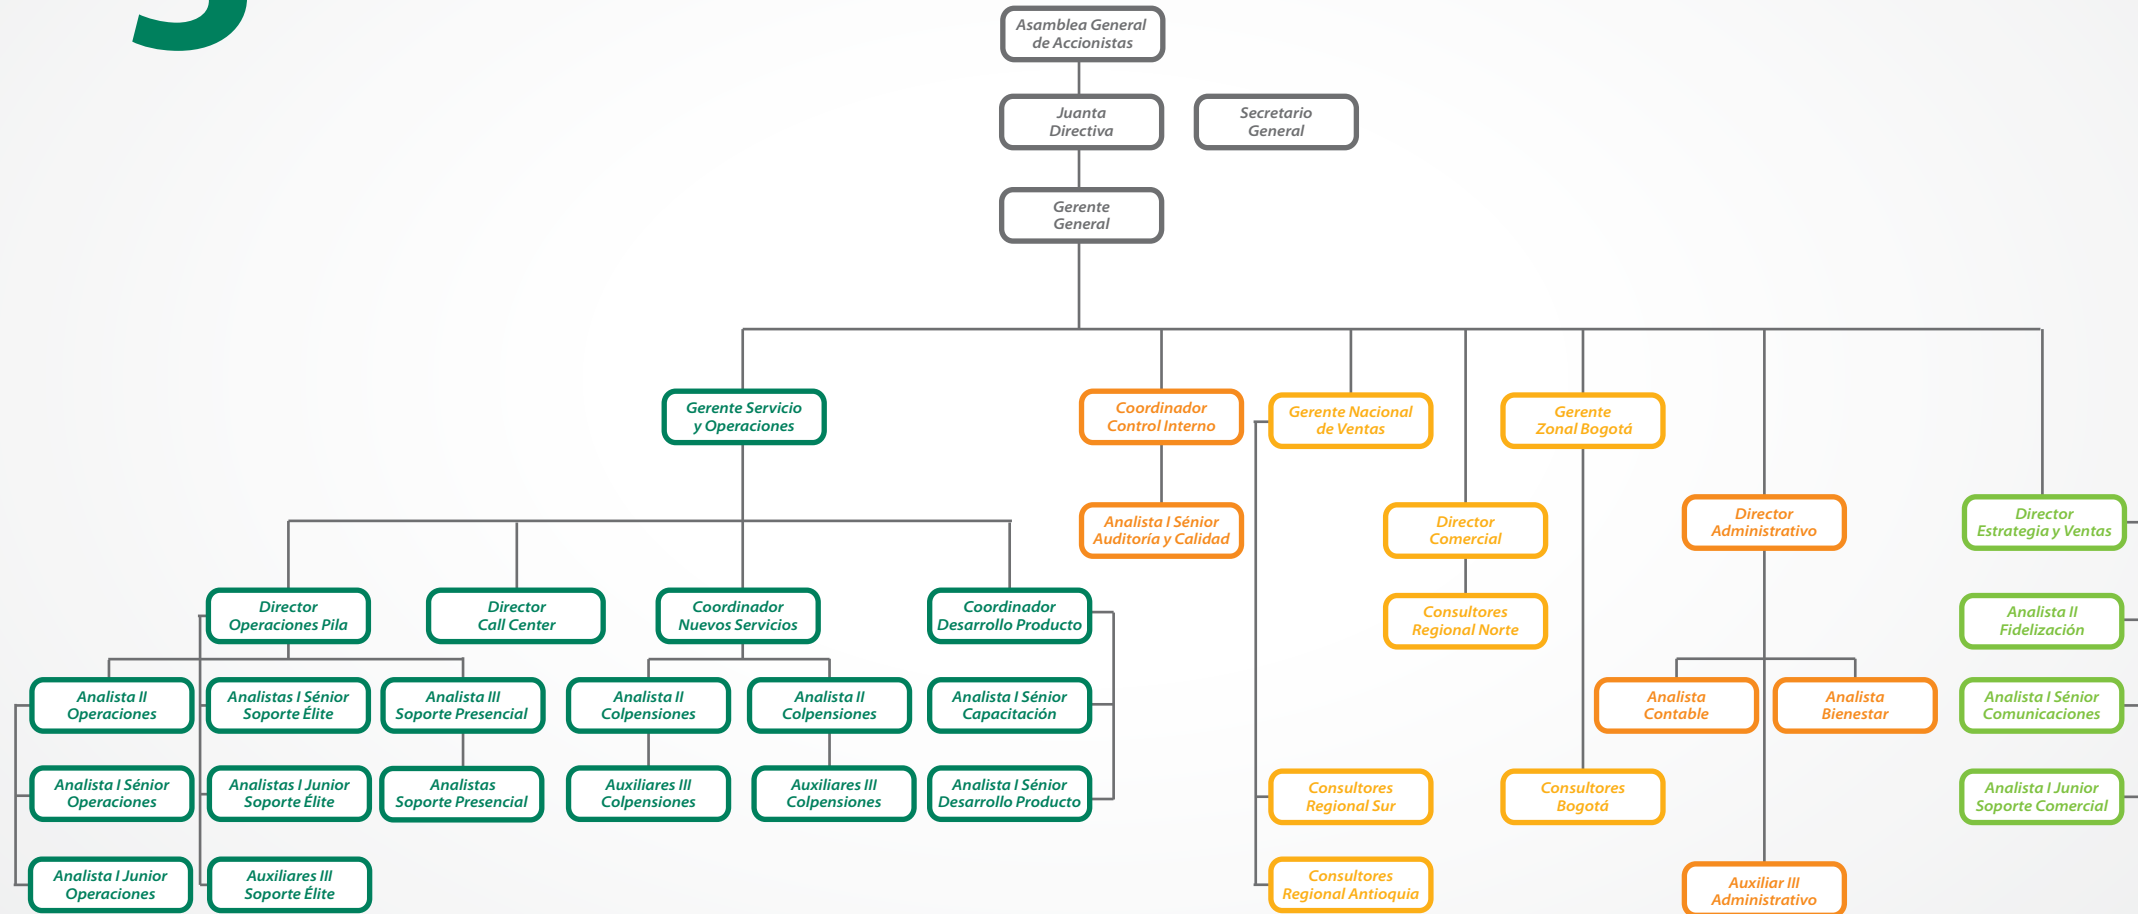 Asamblea General
de Accionistas
Juanta
Directiva
Secretario
General
Gerente
General
Gerente Servicio
y Operaciones
Coordinador
Control Interno
Gerente Nacional
de Ventas
Gerente
Zonal Bogotá
Analista I Sénior
Auditoría y Calidad
Director
Comercial
Director
Administrativo
Director
Estrategia y Ventas
Director
Operaciones Pila
Director
Call Center
Coordinador
Nuevos Servicios
Coordinador
Desarrollo Producto
Consultores
Regional Norte
Analista II
Fidelización
Analista II
Operaciones
Analistas I Sénior
Soporte Élite
Analista III
Soporte Presencial
Analista II
Colpensiones
Analista II
Colpensiones
Analista I Sénior
Capacitación
Analista
Contable
Analista
Bienestar
Analista I Sénior
Comunicaciones
Analista I Sénior
Operaciones
Analistas I Junior
Soporte Élite
Analistas
Soporte Presencial
Auxiliares III
Colpensiones
Auxiliares III
Colpensiones
Analista I Sénior
Desarrollo Producto
Consultores
Regional Sur
Consultores
Bogotá
Analista I Junior
Soporte Comercial
Analista I Junior
Operaciones
Auxiliares III
Soporte Élite
Consultores
Regional Antioquia
Auxiliar III
Administrativo